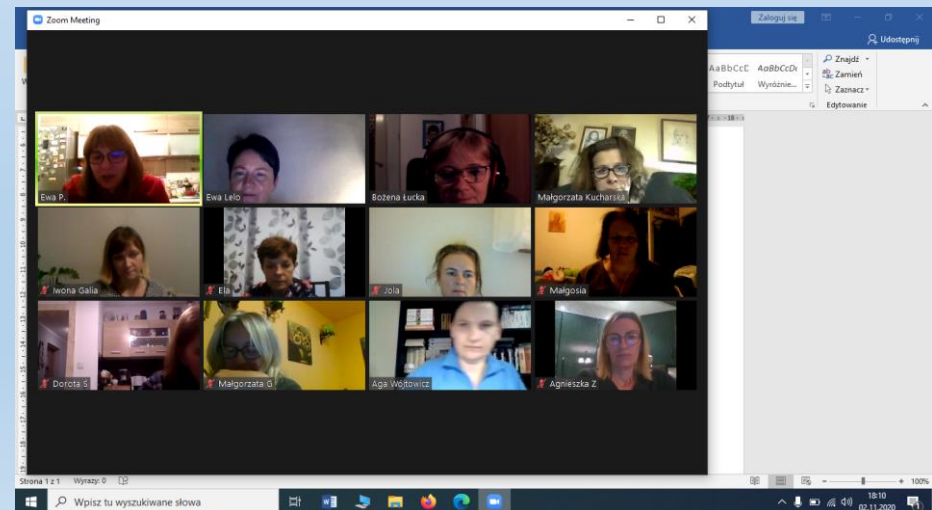 Zoom Meeting
Zaloguj się
Udostępnij
AaBbCcC AaBbCcDc
Podtytuł Wyróżnie...
Znajdź
Zamień
Zaznacz
Edytowanie
Ewa P.
Ewa Lelo
Bożena Łucka
Małgorzata Kucharska
Iwona Galia
Ela
Jola
Małgosia
Dorota S
Małgorzata G
Aga Wójtowicz
Agnieszka Z
Strona 1 z 1 Wyrazy: 0
100%
Wpisz tu wyszukiwane słowa
18:10
02.11.2020